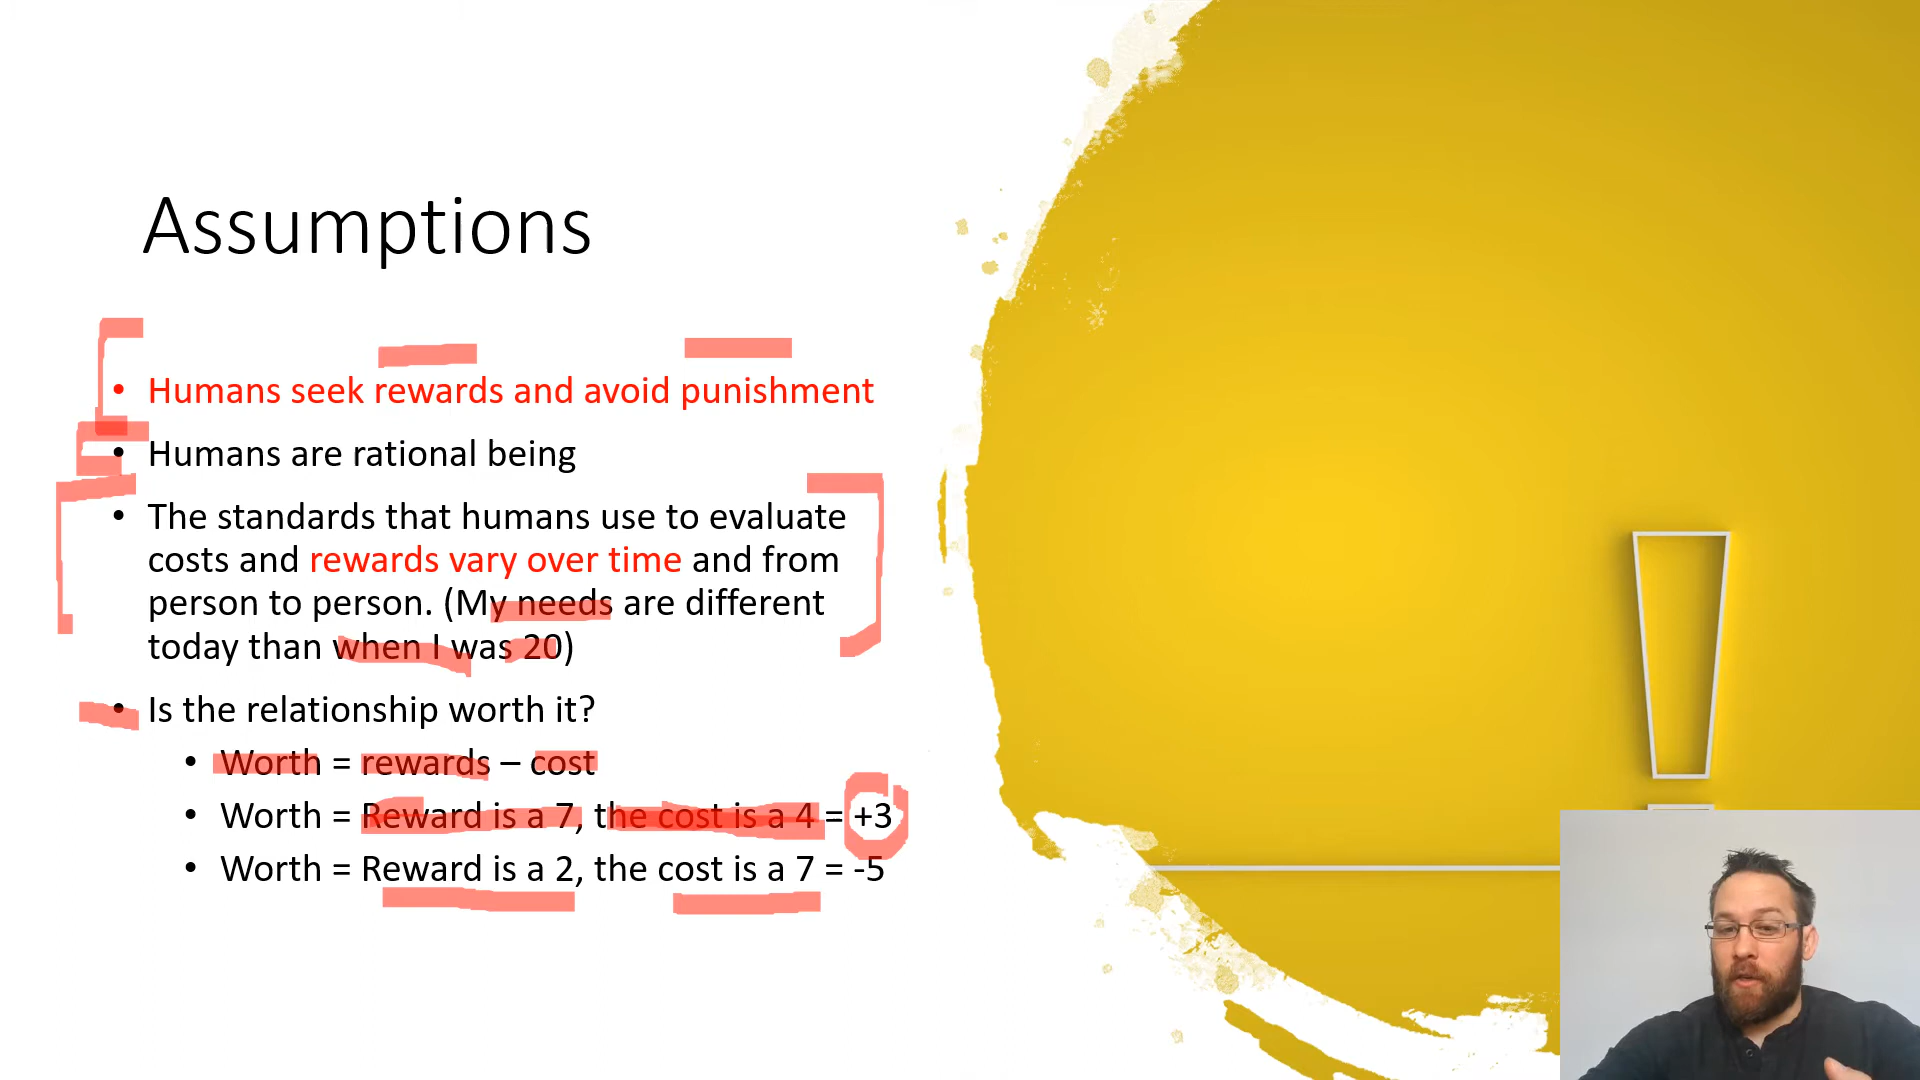 Assumptions
• Humans seek rewards and avoid punishment
• Humans are rational being
• The standards that humans use to evaluate
costs and rewards vary over time and from
person to person. (My needs are different
today than when I was 20)
• Is the relationship worth it?
• Worth = rewards – cost
• Worth = Reward is a 7, the cost is a 4 = +3
• Worth = Reward is a 2, the cost is a 7 = -5